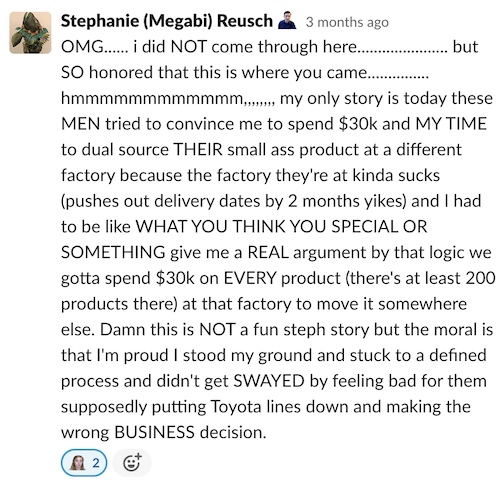 Stephanie (Megabi) Reusch 3 months ago
OMG...... i did NOT come through here...................... but
SO honored that this is where you came...............
hmmmmmmmmmmmm,,,,,,,, my only story is today these
MEN tried to convince me to spend $30k and MY TIME
to dual source THEIR small ass product at a different
factory because the factory they're at kinda sucks
(pushes out delivery dates by 2 months yikes) and I had
to be like WHAT YOU THINK YOU SPECIAL OR
SOMETHING give me a REAL argument by that logic we
gotta spend $30k on EVERY product (there's at least 200
products there) at that factory to move it somewhere
else. Damn this is NOT a fun steph story but the moral is
that I'm proud I stood my ground and stuck to a defined
process and didn't get SWAYED by feeling bad for them
supposedly putting Toyota lines down and making the
wrong BUSINESS decision.
2